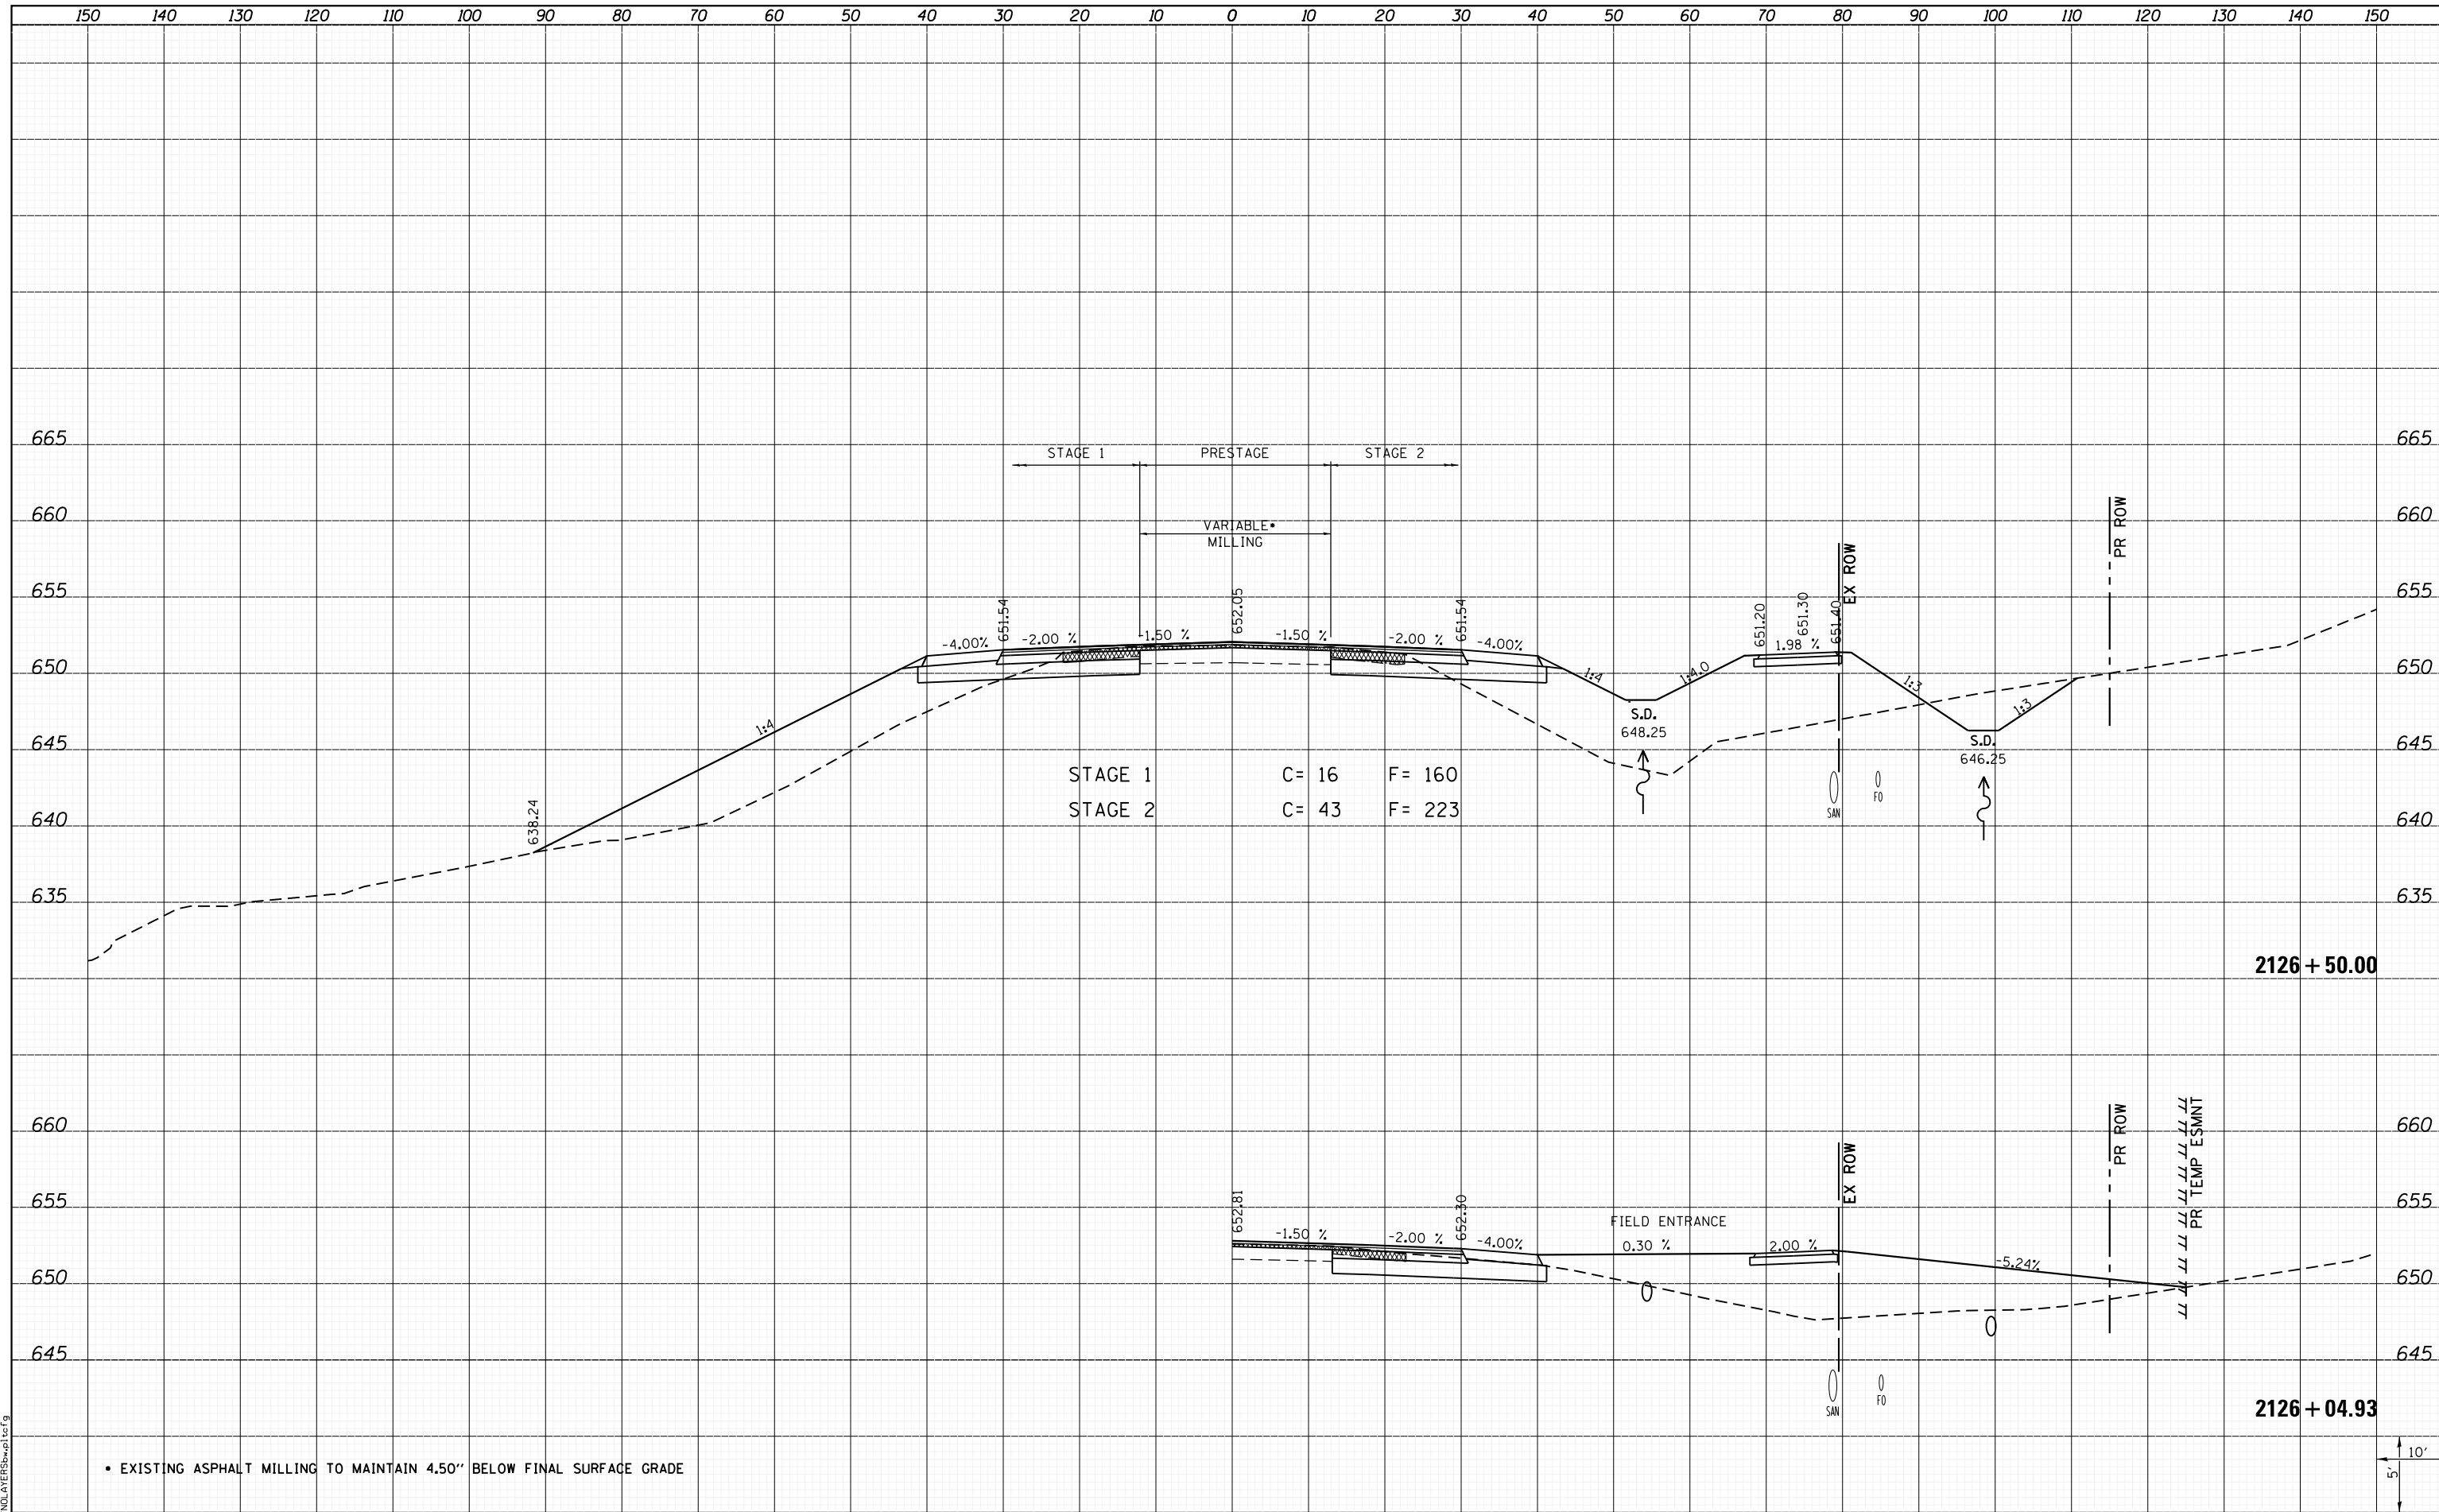 150 140 130 120 110 100 90 80 70 60 50 40 30 20 10 0 10 20 30 40 50 60 70 80 90 100 110 120 130 140 150
665 665
STAGE 1 PRESTAGE STAGE 2
660 660
VARIABLE*
MILLING
PR ROW
EX ROW
655 655
651.54 652.05 651.54 651.20 651.30 651.40
-4.00% -2.00 % -1.50 % -1.50 % -2.00 % -4.00% 1.98 %
650 650
1:4 1:4.0 1:3 1:3
S.D.
648.25
1:4
S.D.
646.25
645 645
STAGE 1 C= 16 F= 160
STAGE 2 C= 43 F= 223
SAN FO
638.24
640 640
635 635
2126+50.00
660 660
PR ROW
PR TEMP ESMNT
EX ROW
655 655
652.81 652.30
FIELD ENTRANCE
-1.50 % -2.00 % -4.00% 0.30 % 2.00 % -5.24%
650 650
645 645
SAN FO
2126+04.93
* EXISTING ASPHALT MILLING TO MAINTAIN 4.50" BELOW FINAL SURFACE GRADE
10'
5'
NOLAYERSbw.pltcfg